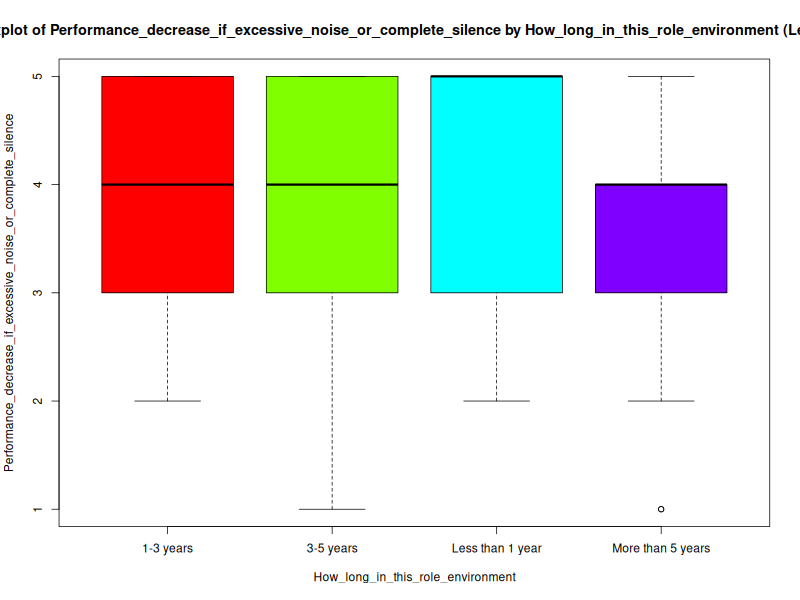 plot of Performance_decrease_if_excessive_noise_or_complete_silence by How_long_in_this_role_environment
Performance_decrease_if_excessive_noise_or_complete_silence
5
4
3
2
1
1-3 years 3-5 years Less than 1 year More than 5 years
How_long_in_this_role_environment